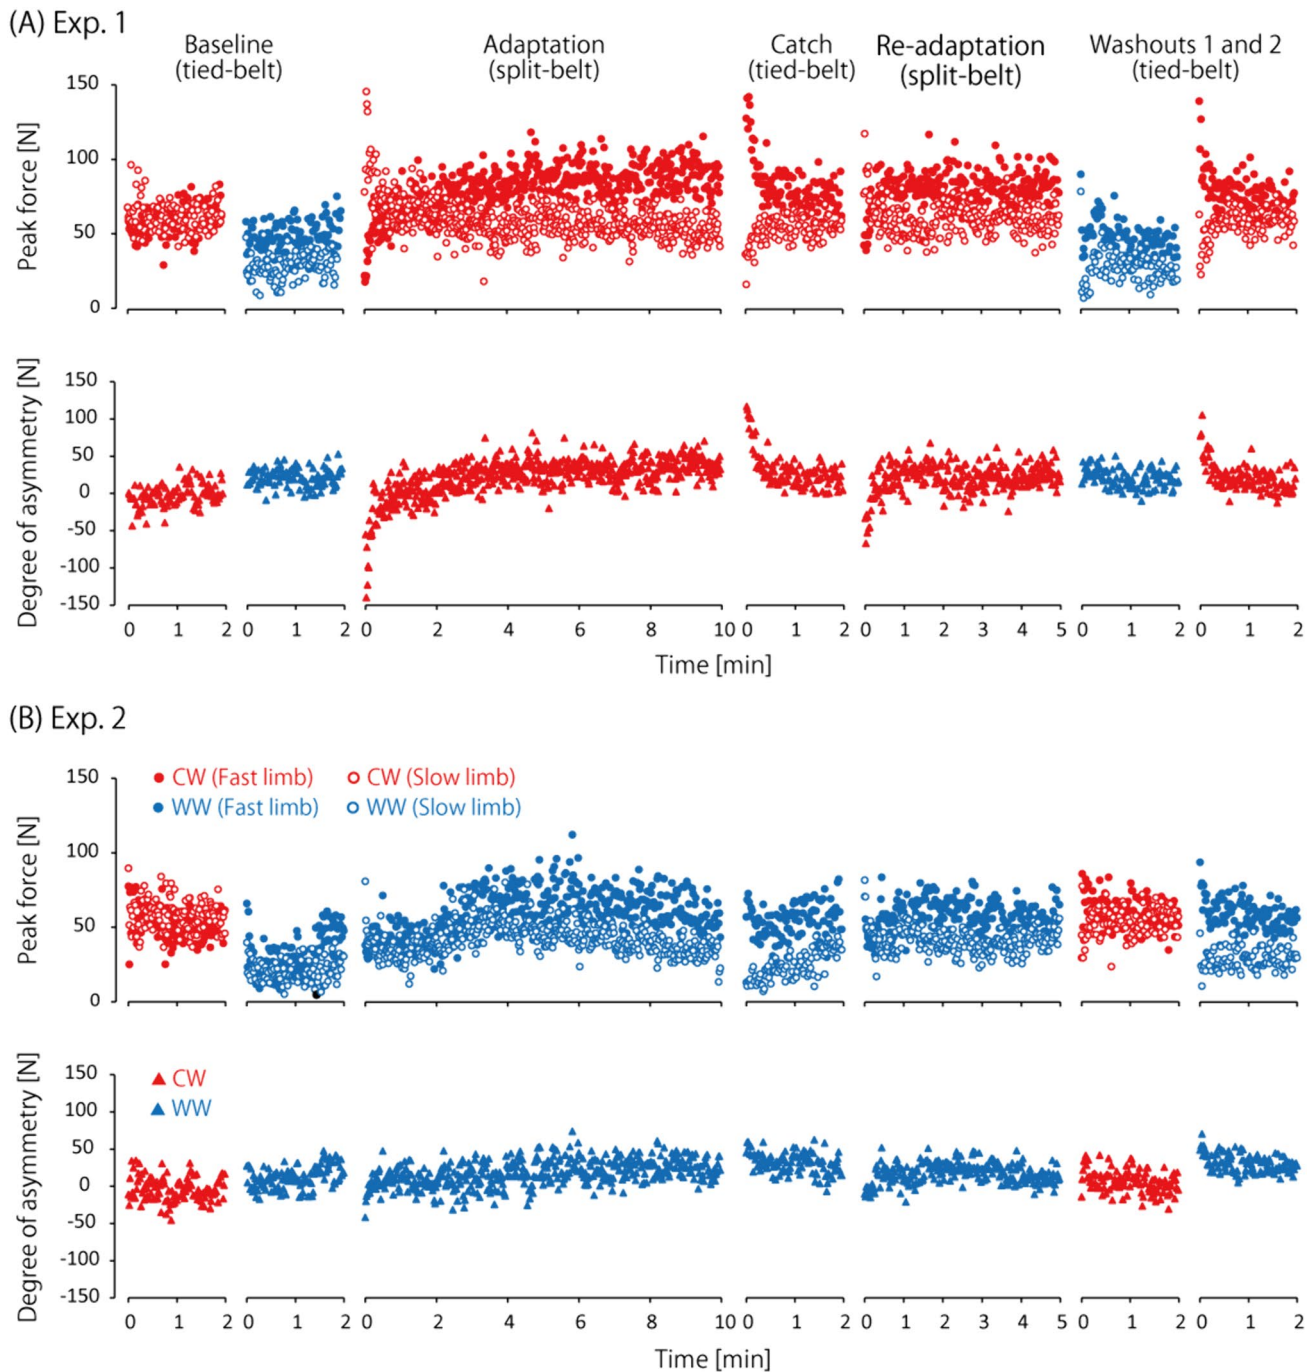 (A) Exp. 1
Baseline
(tied-belt)
Adaptation
(split-belt)
Catch
(tied-belt)
Re-adaptation
(split-belt)
Washouts 1 and 2
(tied-belt)
Peak force [N]
150
100
50
0
Degree of asymmetry [N]
150
100
50
0
-50
-100
-150
0 1 2 0 1 2 0 2 4 6 8 10 0 1 2 0 1 2 3 4 5 0 1 2 0 1 2
Time [min]
(B) Exp. 2
Peak force [N]
150
100
50
0
CW (Fast limb) CW (Slow limb)
WW (Fast limb) WW (Slow limb)
Degree of asymmetry [N]
150
100
50
0
-50
-100
-150
CW
WW
0 1 2 0 1 2 0 2 4 6 8 10 0 1 2 0 1 2 3 4 5 0 1 2 0 1 2
Time [min]